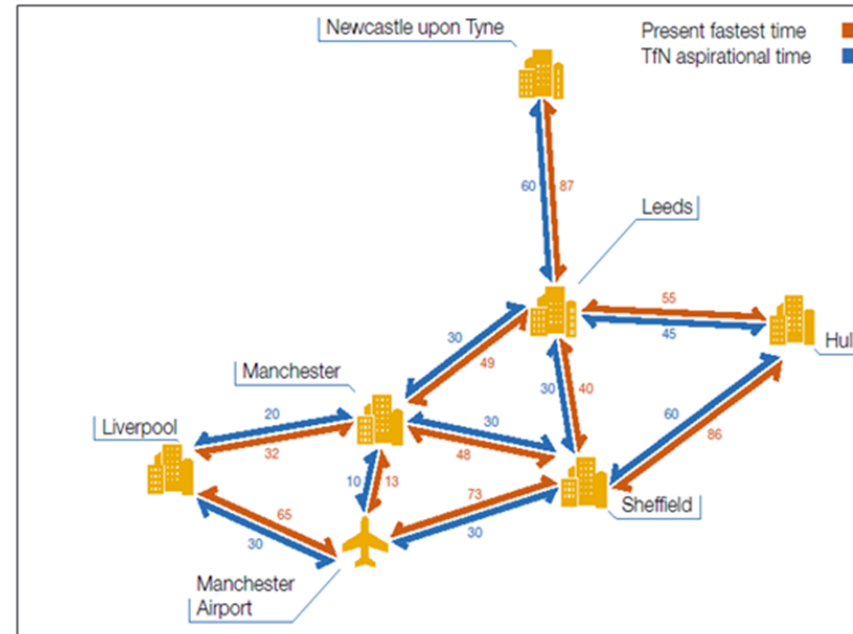 Newcastle upon Tyne
Present fastest time
TfN aspirational time
60
87
Leeds
55
45
Hul
30
49
Manchester
30
40
20
32
Liverpool
30
48
60
86
10
13
73
30
Sheffield
65
30
Manchester
Airport